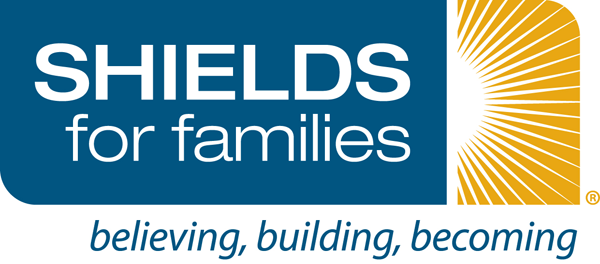 SHIELDS
for families
®
believing, building, becoming